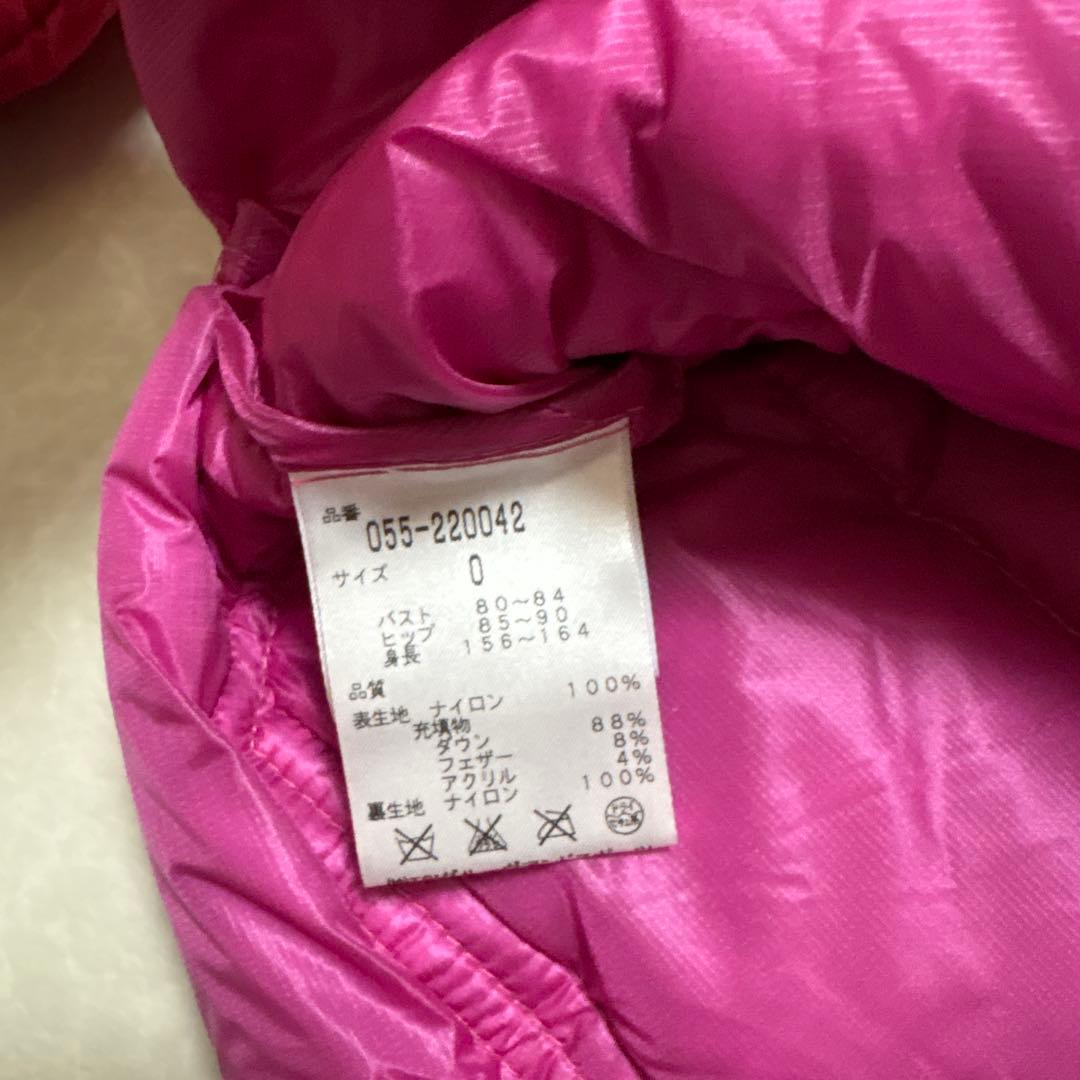 品番 055-220042
サイズ 0
バスト 80〜84
ヒップ 85〜90
身長 156〜164
品質
表生地 ナイロン 100%
充填物
ダウン 88%
フェザー 8%
アクリル 4%
裏生地 ナイロン 100%
ドライ